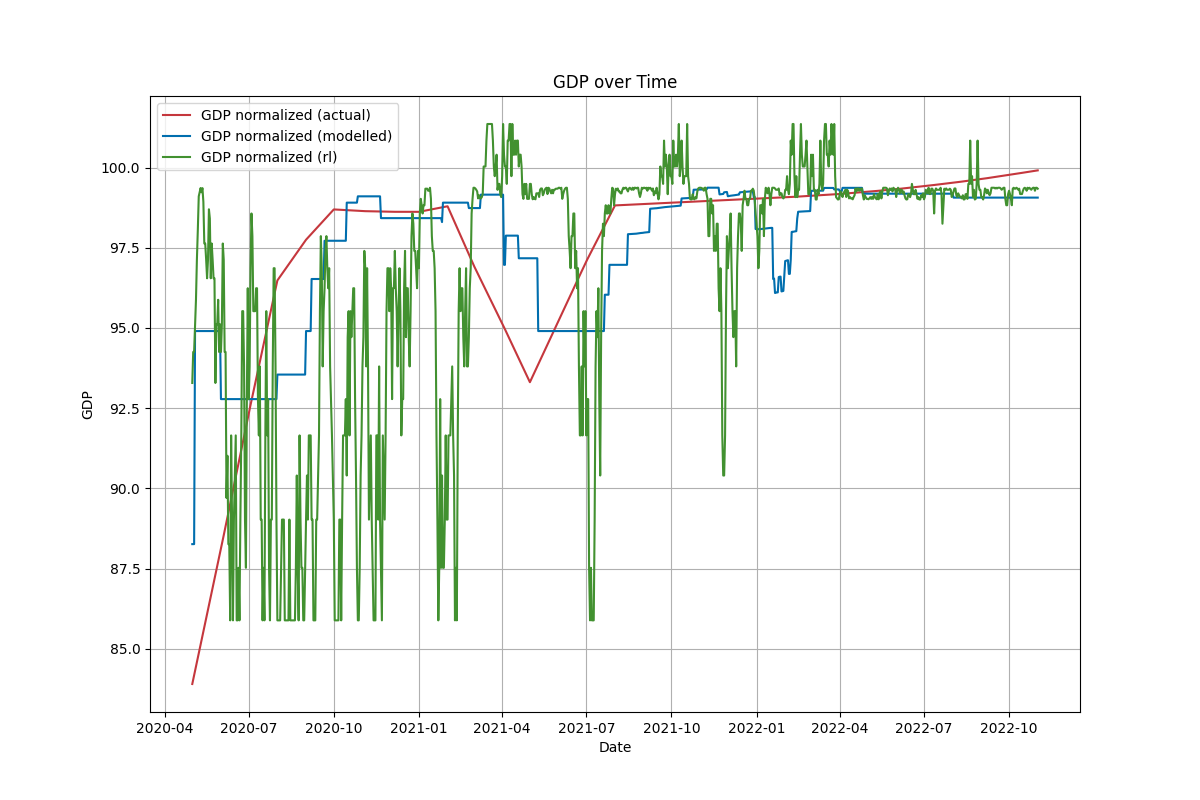 GDP over Time
GDP normalized (actual)
GDP normalized (modelled)
GDP normalized (rl)
100.0
97.5
95.0
92.5
90.0
87.5
85.0
GDP
2020-04 2020-07 2020-10 2021-01 2021-04 2021-07 2021-10 2022-01 2022-04 2022-07 2022-10
Date